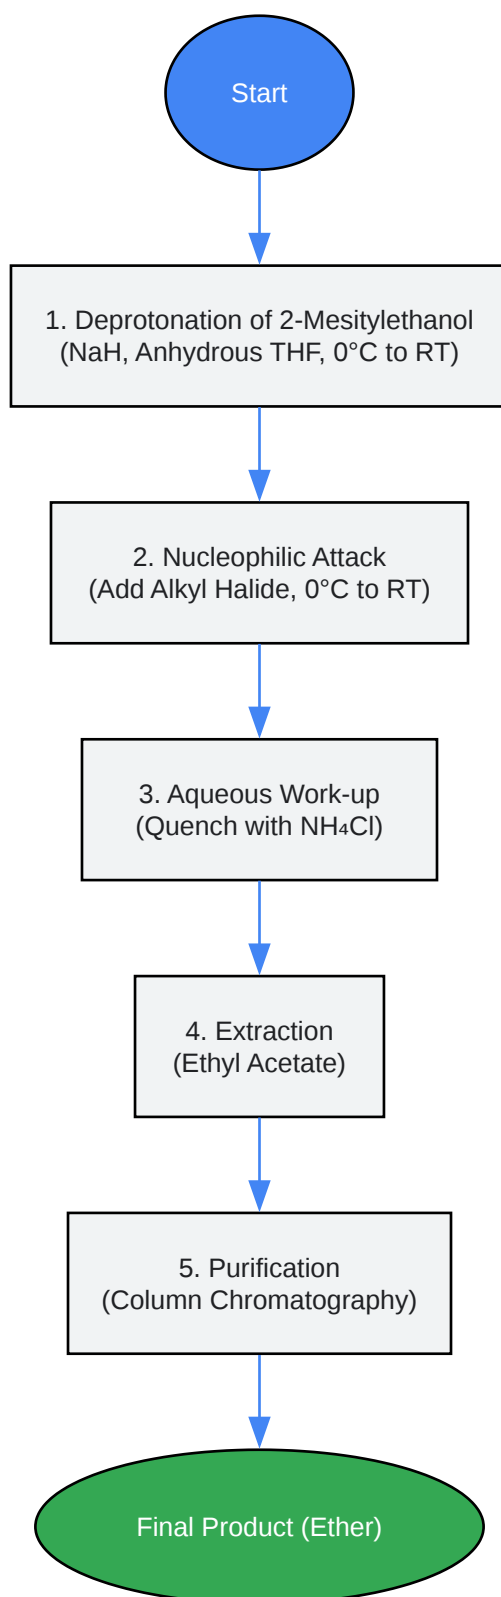 Start
1. Deprotonation of 2-Mesitylethanol
(NaH, Anhydrous THF, 0°C to RT)
2. Nucleophilic Attack
(Add Alkyl Halide, 0°C to RT)
3. Aqueous Work-up
(Quench with NH₄Cl)
4. Extraction
(Ethyl Acetate)
5. Purification
(Column Chromatography)
Final Product (Ether)